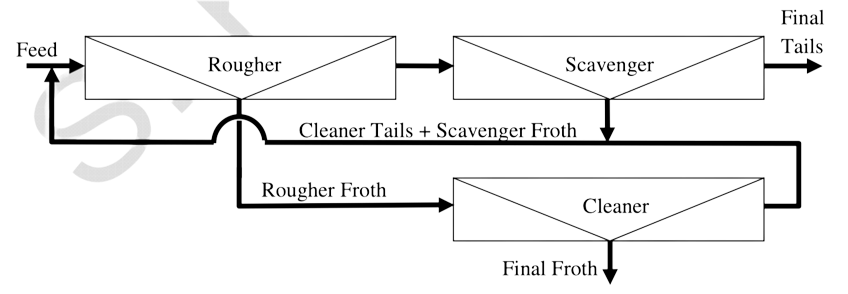 Final
Tails
Feed
Rougher
Scavenger
Cleaner Tails + Scavenger Froth
Rougher Froth
Cleaner
Final Froth